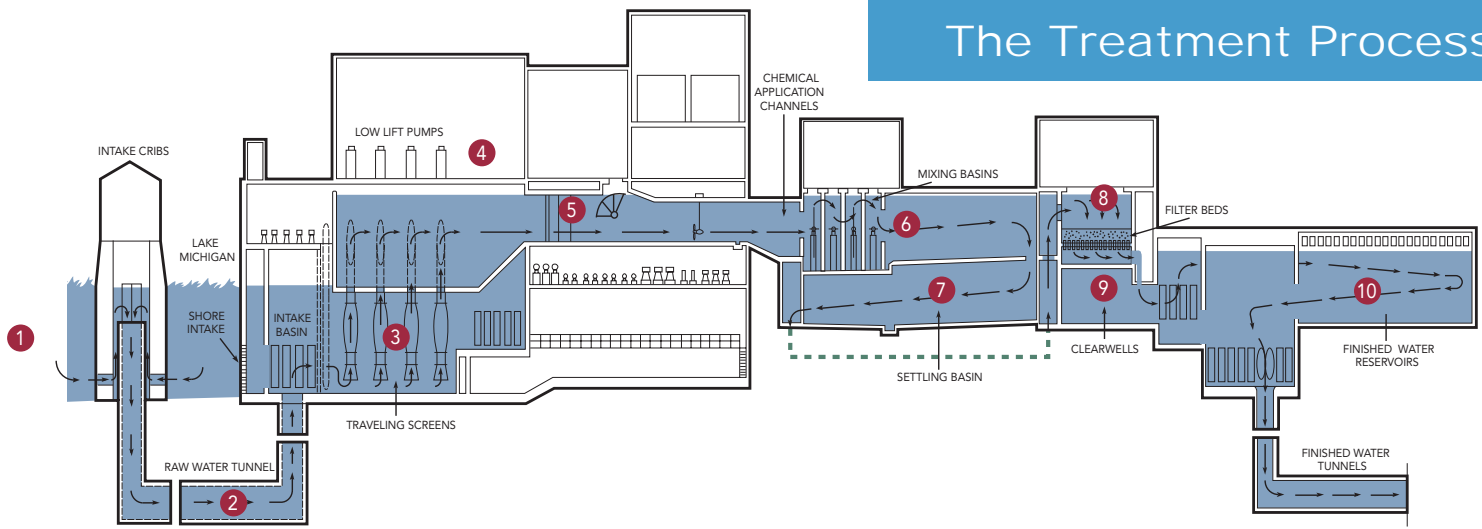 The Treatment Process
CHEMICAL
APPLICATION
CHANNELS
LOW LIFT PUMPS
4
INTAKE CRIBS
MIXING BASINS
8
5
6
FILTER BEDS
LAKE
MICHIGAN
7
9
10
1
SHORE
INTAKE
INTAKE
BASIN
3
CLEARWELLS
FINISHED WATER
RESERVOIRS
SETTLING BASIN
TRAVELING SCREENS
RAW WATER TUNNEL
2
FINISHED WATER
TUNNELS